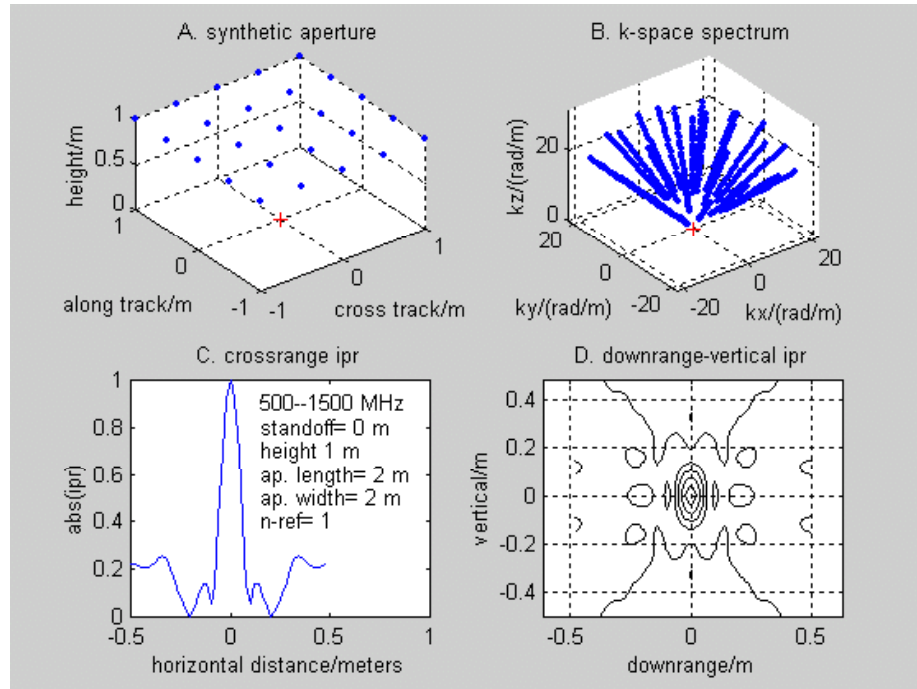 A. synthetic aperture
height/m
1
0.5
0
1
0
-1
-1
0
1
along track/m
cross track/m
B. k-space spectrum
kz/(rad/m)
20
0
20
0
-20
-20
0
20
ky/(rad/m)
kx/(rad/m)
C. crossrange ipr
abs(ipr)
1
0.8
0.6
0.4
0.2
0
-0.5
0
0.5
1
500--1500 MHz
standoff= 0 m
height 1 m
ap. length= 2 m
ap. width= 2 m
n-ref= 1
horizontal distance/meters
D. downrange-vertical ipr
vertical/m
0.4
0.2
0
-0.2
-0.4
-0.5
0
0.5
downrange/m